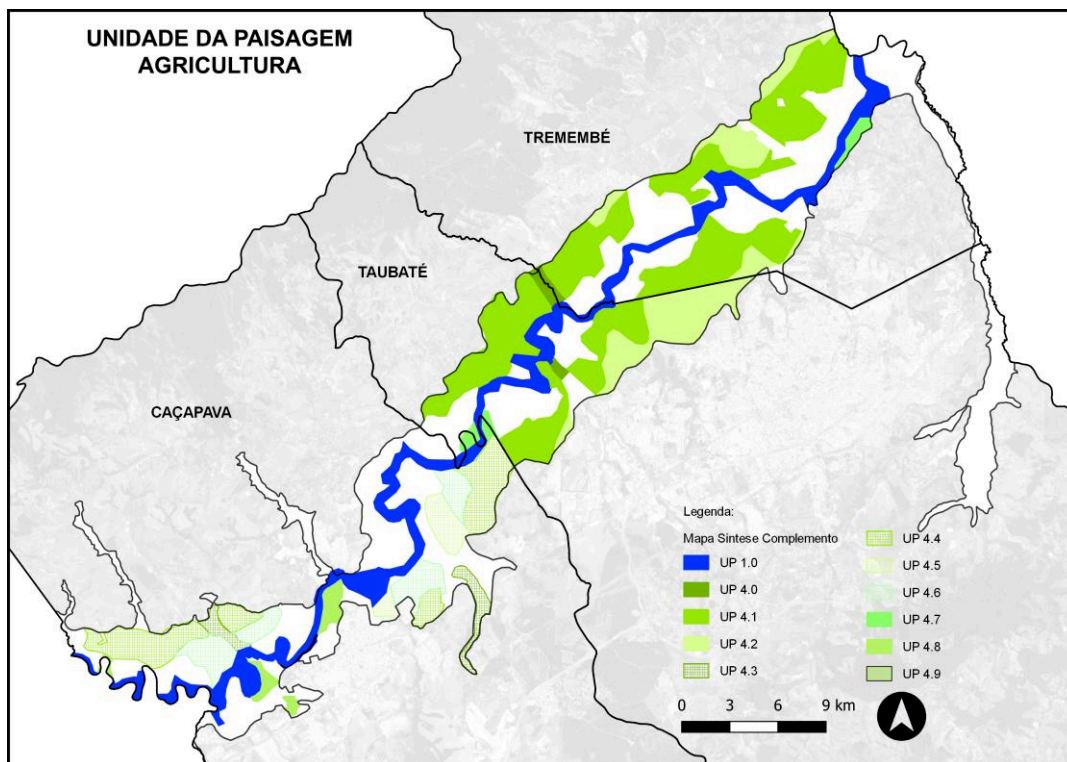 UNIDADE DA PAISAGEM
AGRICULTURA
TREMEMBÉ
TAUBATÉ
CAÇAPAVA
Legenda:
Mapa Síntese Complemento
UP 1.0
UP 4.0
UP 4.1
UP 4.2
UP 4.3
UP 4.4
UP 4.5
UP 4.6
UP 4.7
UP 4.8
UP 4.9
0 3 6 9 km